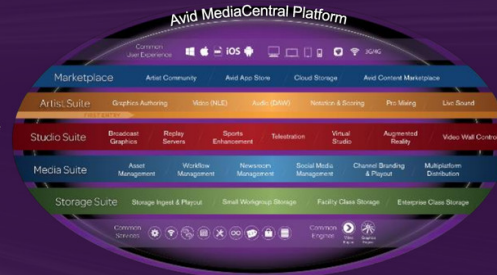 Avid MediaCentral Platform
Common
User Experience
iOS
3G/4G
Marketplace Artist Community Avid App Store Cloud Storage Avid Content Marketplace
Artist Suite Graphics Authoring Video (NLE) Audio (DAW) Notation & Scoring Pro Mixing Live Sound
FIRST ENTRY
Studio Suite Broadcast Graphics Replay Servers Sports Enhancement Telestration Virtual Studio Augmented Reality Video Wall Control
Media Suite Asset Management Workflow Management Newsroom Management Social Media Management Channel Branding & Playout Multiplatform Distribution
Storage Suite Storage Ingest & Playout Small Workgroup Storage Facility Class Storage Enterprise Class Storage
Common Services Common Engines